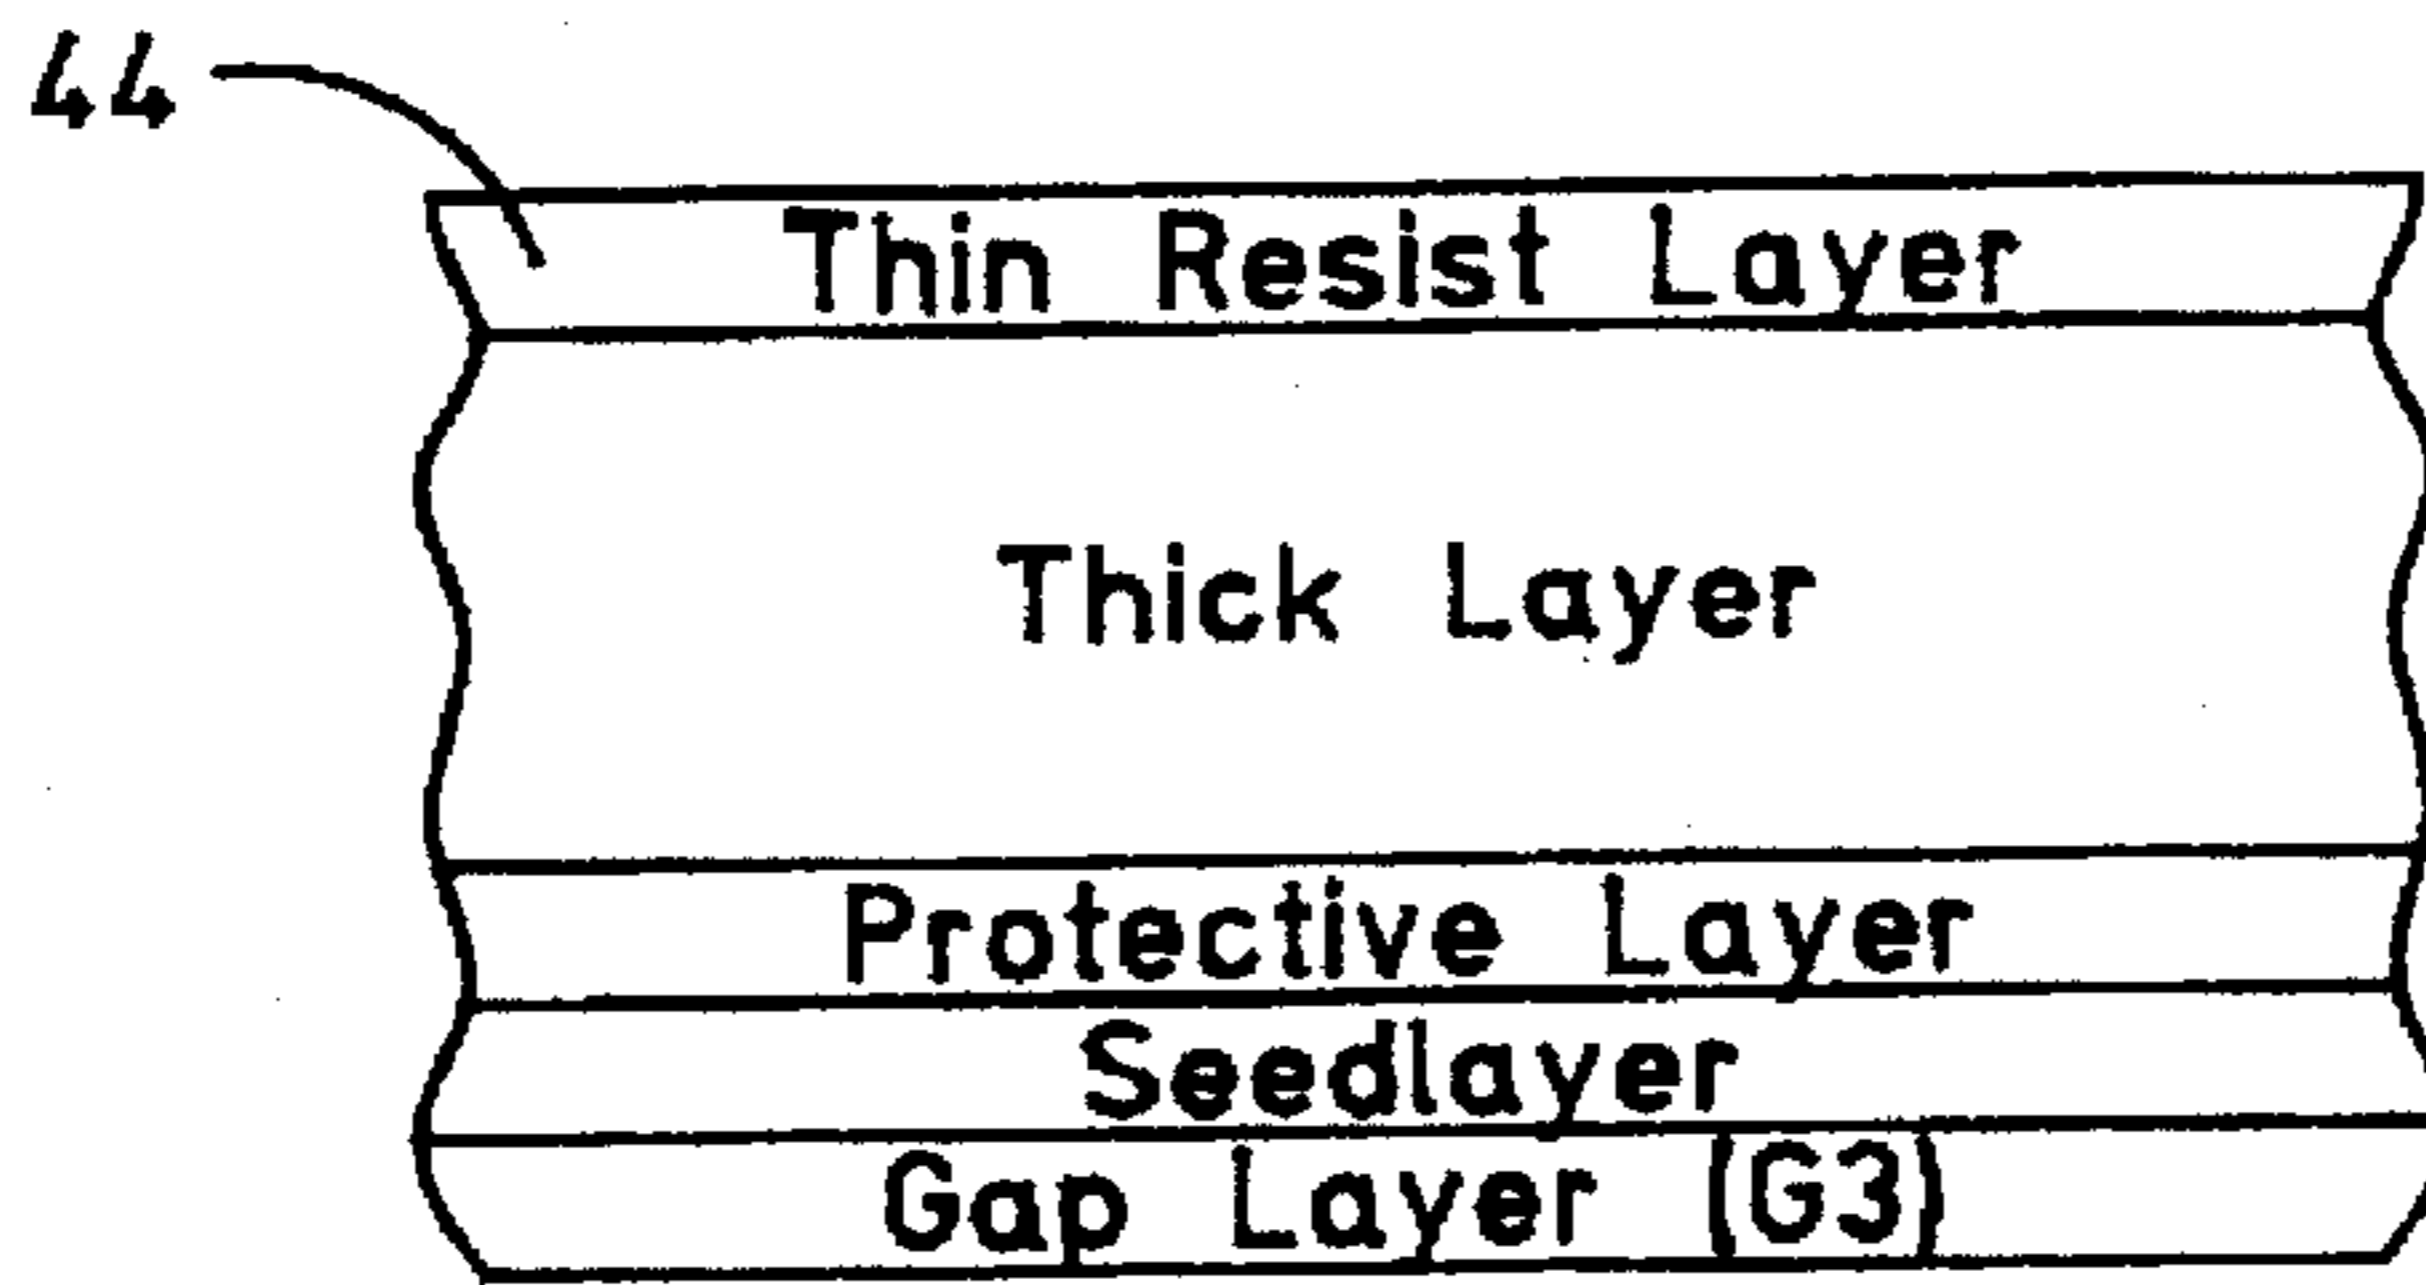 44
Thin Resist Layer
Thick Layer
Protective Layer
Seedlayer
Gap Layer (G3)